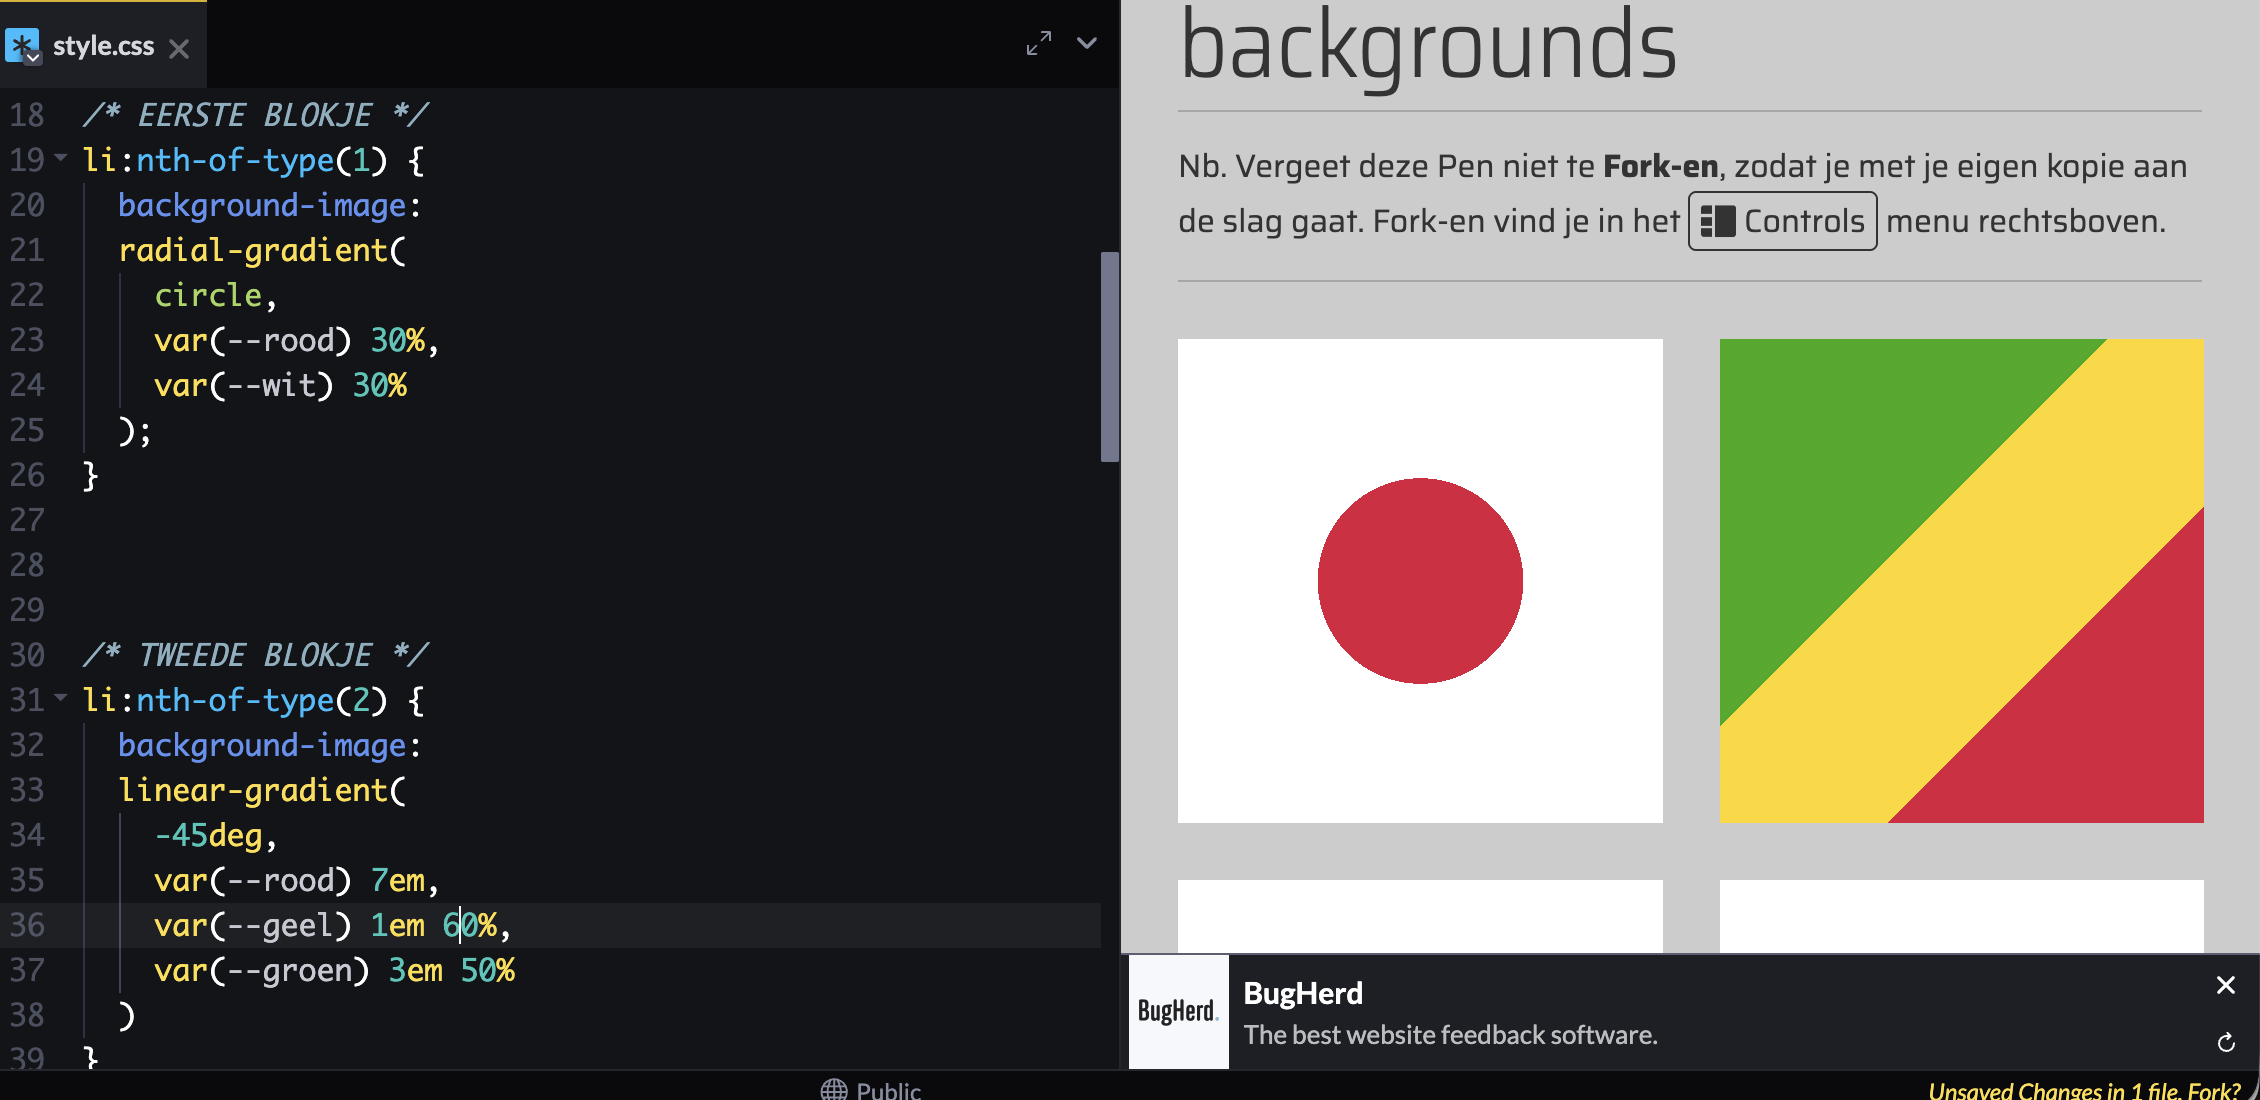 style.css
18 /* EERSTE BLOKJE */
19 li:nth-of-type(1) {
20 background-image:
21 radial-gradient(
22 circle,
23 var(--rood) 30%,
24 var(--wit) 30%
25 );
26 }
27
28
29
30 /* TWEEDE BLOKJE */
31 li:nth-of-type(2) {
32 background-image:
33 linear-gradient(
34 -45deg,
35 var(--rood) 7em,
36 var(--geel) 1em 60%,
37 var(--groen) 3em 50%
38 )
39 }
backgrounds
Nb. Vergeet deze Pen niet te Fork-en, zodat je met je eigen kopie aan
de slag gaat. Fork-en vind je in het Controls menu rechtsboven.
BugHerd.
BugHerd
The best website feedback software.
Public
Unsaved Changes in 1 file. Fork?